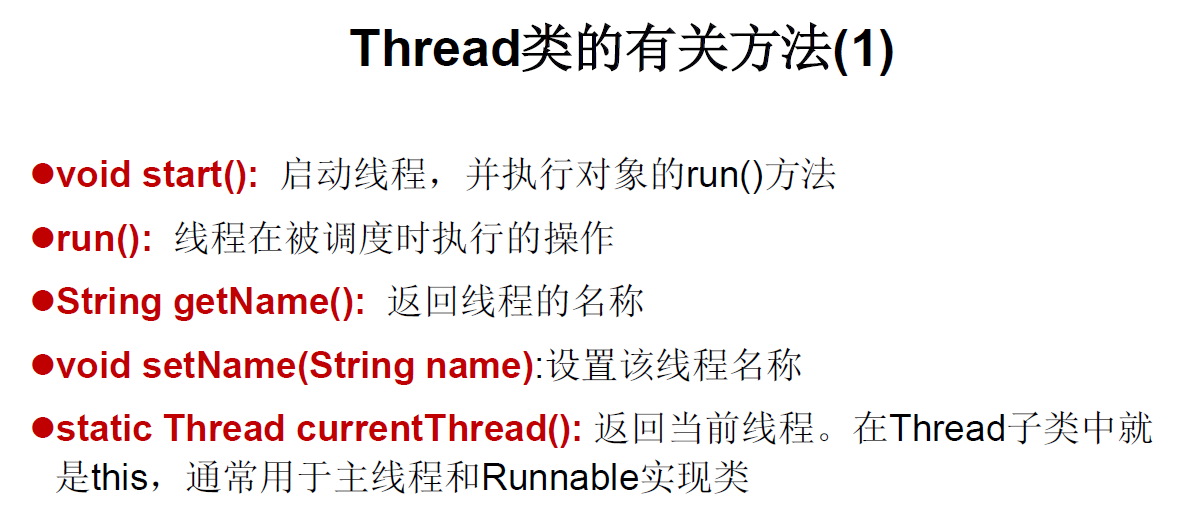 Thread类的有关方法(1)
●void start(): 启动线程，并执行对象的run()方法
●run(): 线程在被调度时执行的操作
●String getName(): 返回线程的名称
●void setName(String name):设置该线程名称
●static Thread currentThread(): 返回当前线程。在Thread子类中就
是this，通常用于主线程和Runnable实现类